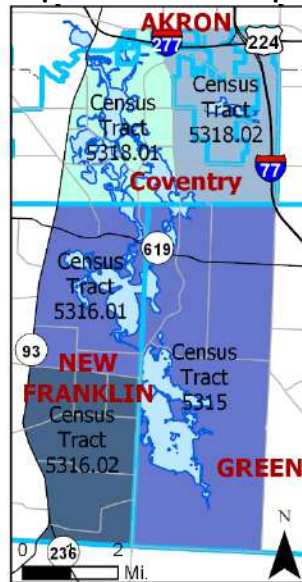 AKRON
277
224
Census
Tract
5318.01
Census
Tract
5318.02
77
Coventry
619
Census
Tract
5316.01
93
NEW
FRANKLIN
Census
Tract
5315
Census
Tract
5316.02
GREEN
N
236
0 2
Mi.